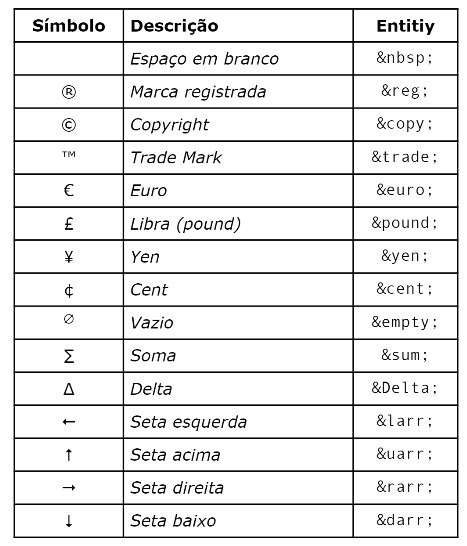 Símbolo Descrição Entitiy
Espaço em branco &nbsp;
® Marca registrada &reg;
© Copyright &copy;
™ Trade Mark &trade;
€ Euro &euro;
£ Libra (pound) &pound;
¥ Yen &yen;
¢ Cent &cent;
∅ Vazio &empty;
∑ Soma &sum;
Δ Delta &Delta;
← Seta esquerda &larr;
↑ Seta acima &uarr;
→ Seta direita &rarr;
↓ Seta baixo &darr;